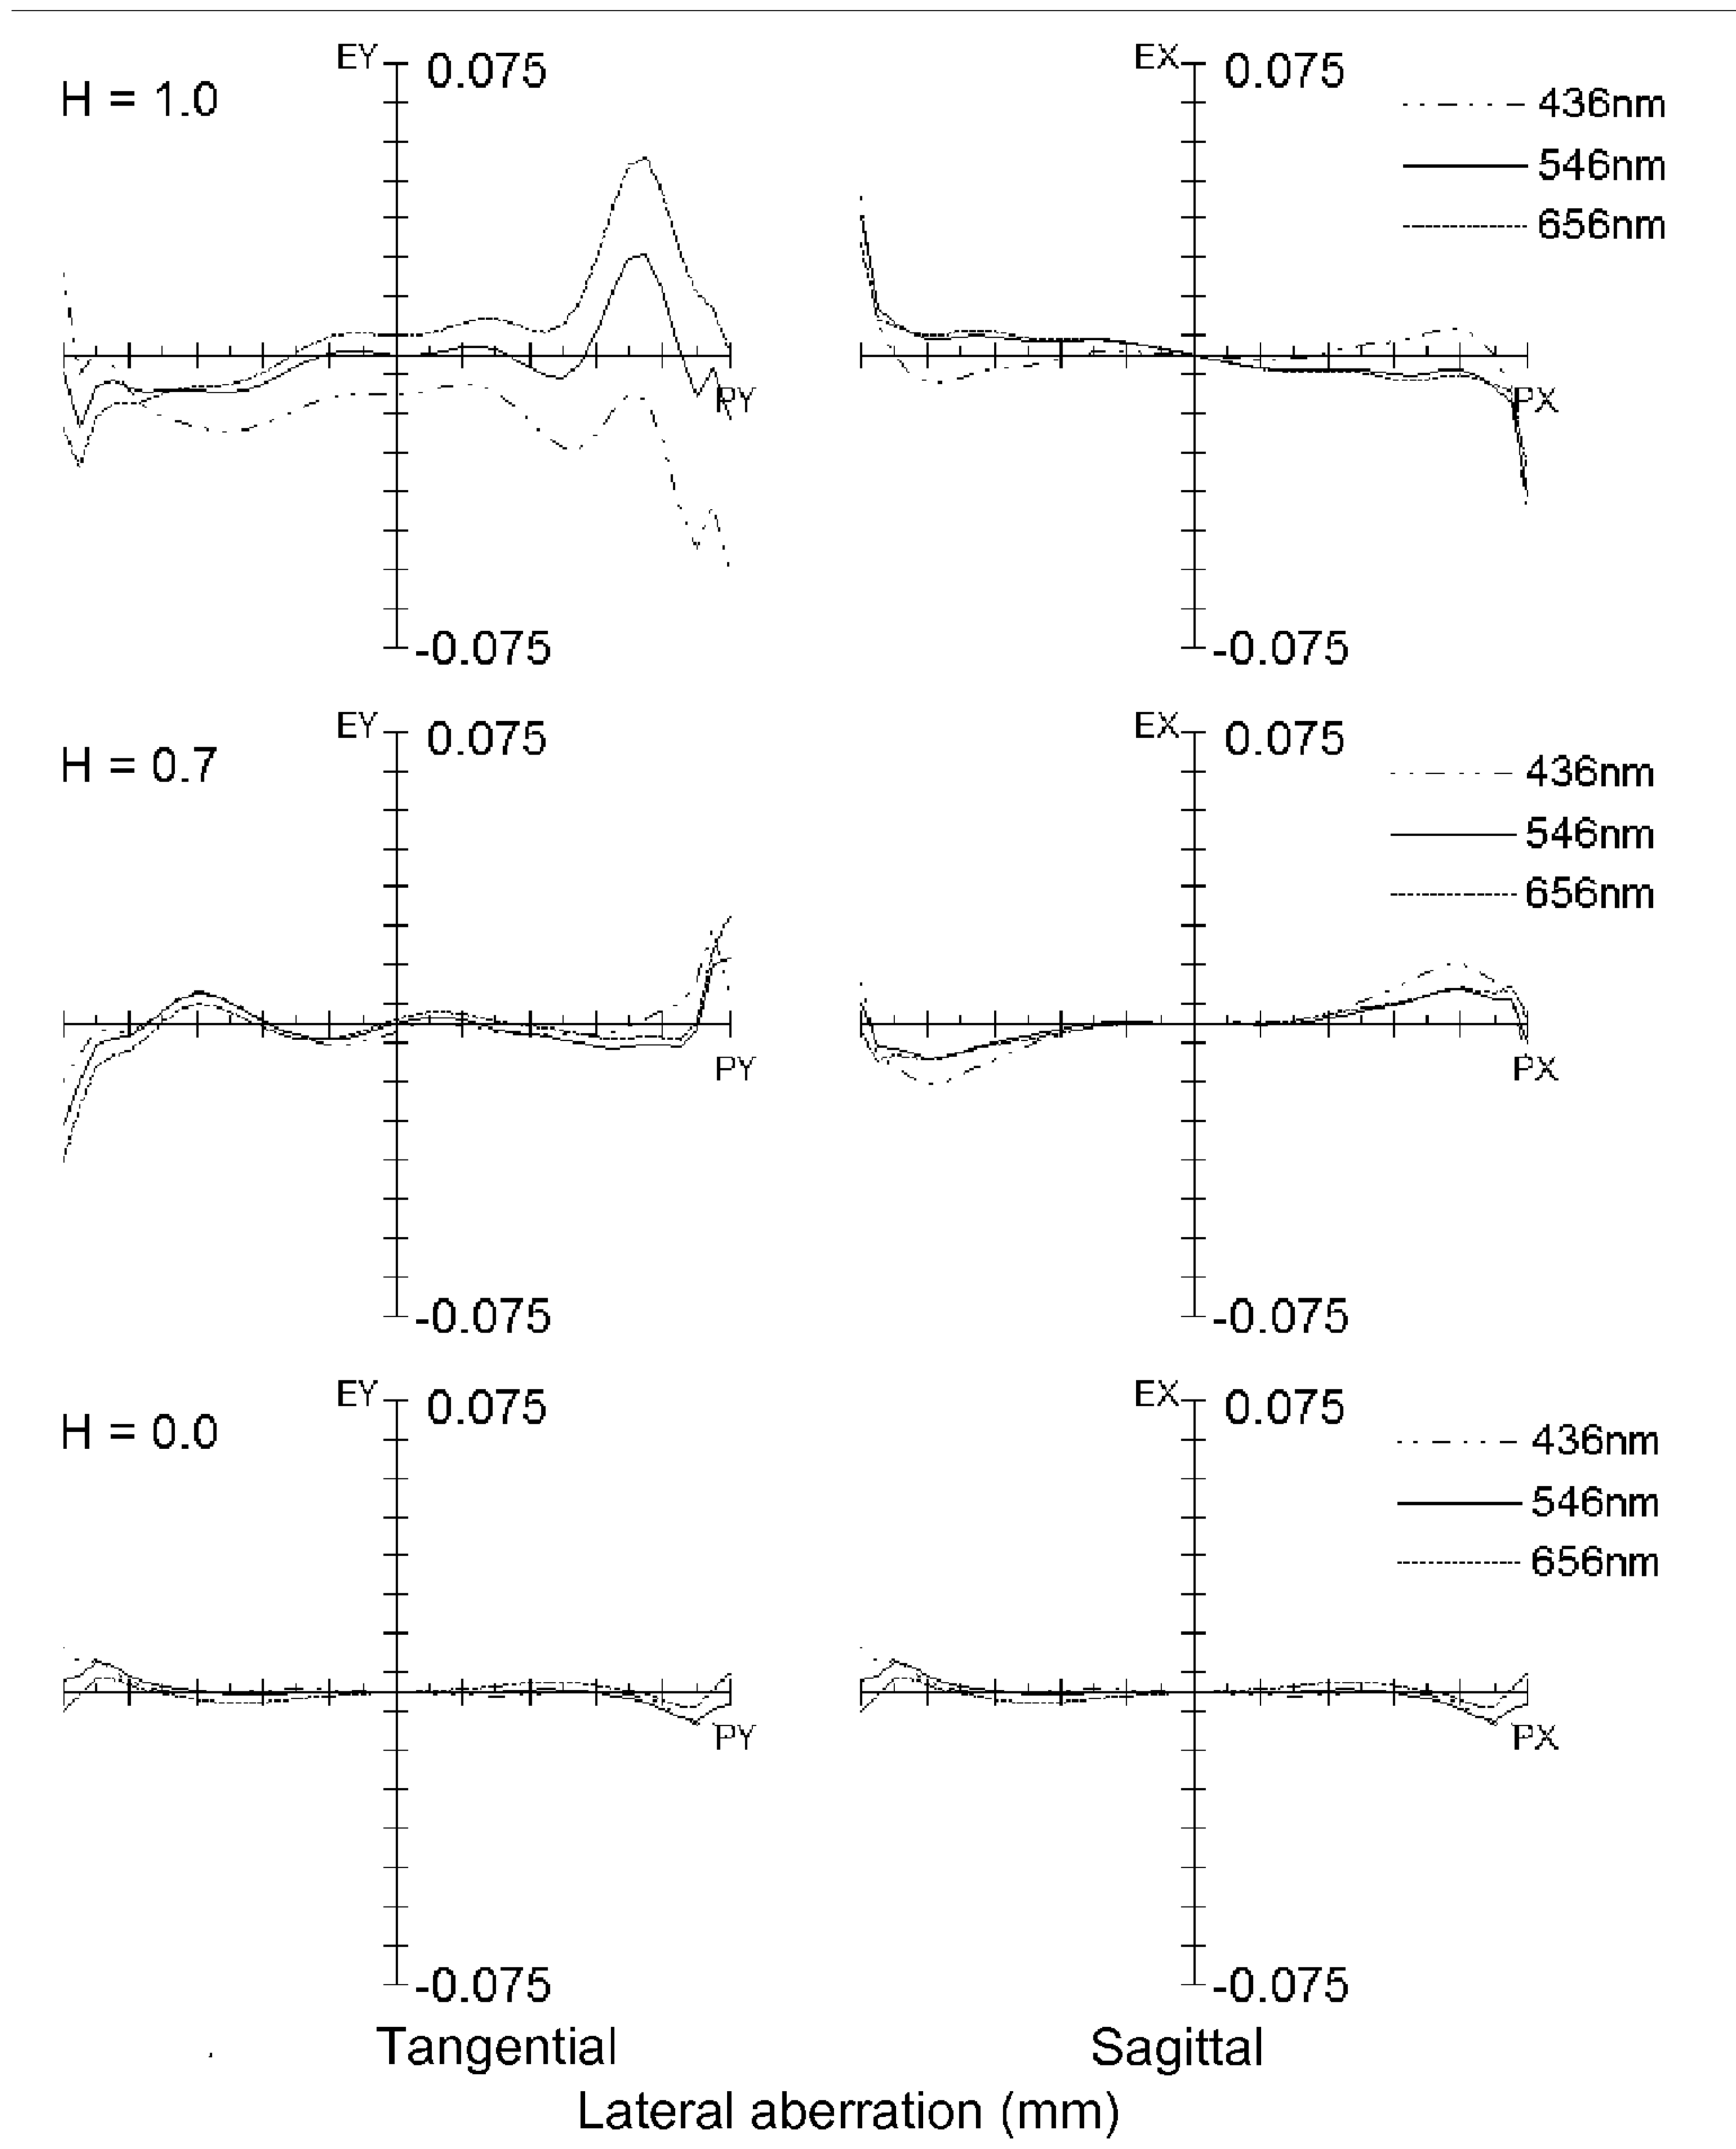 EY 0.075
EX 0.075
H = 1.0
436nm
546nm
656nm
PY
PX
-0.075
-0.075
EY 0.075
EX 0.075
H = 0.7
436nm
546nm
656nm
PY
PX
-0.075
-0.075
EY 0.075
EX 0.075
H = 0.0
436nm
546nm
656nm
PY
PX
-0.075
-0.075
Tangential
Sagittal
Lateral aberration (mm)